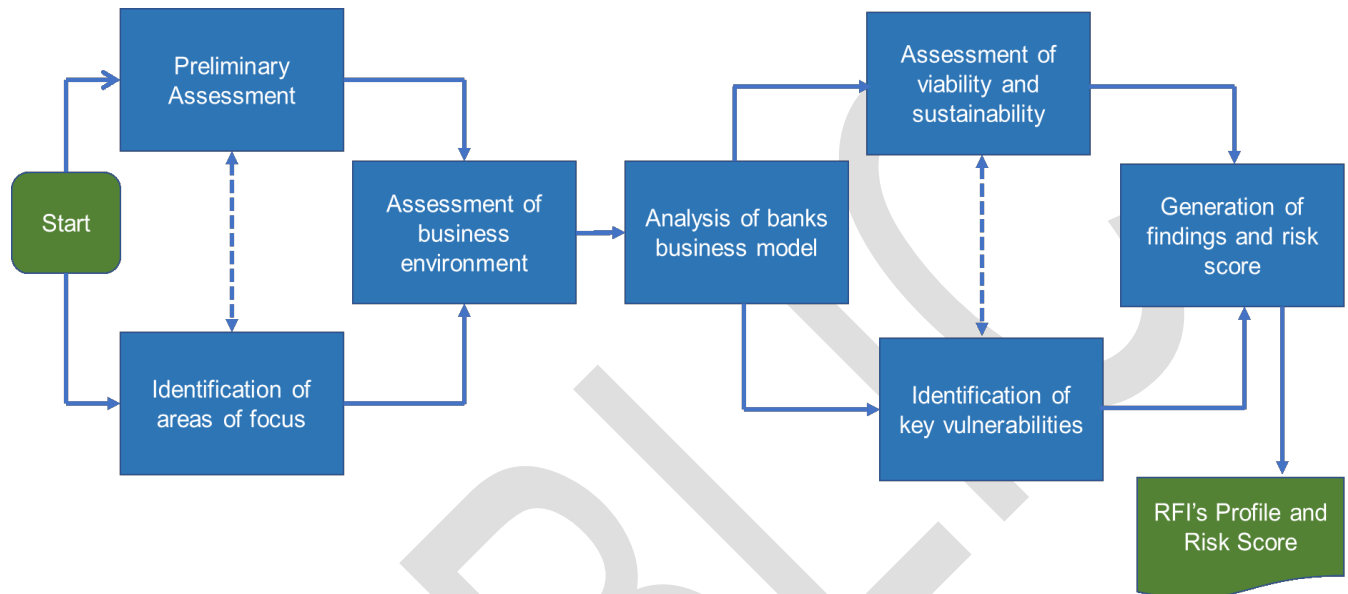 Preliminary
Assessment
Start
Identification of
areas of focus
Assessment of
business
environment
Analysis of banks
business model
Assessment of
viability and
sustainability
Identification of
key vulnerabilities
Generation of
findings and risk
score
RFI's Profile and
Risk Score